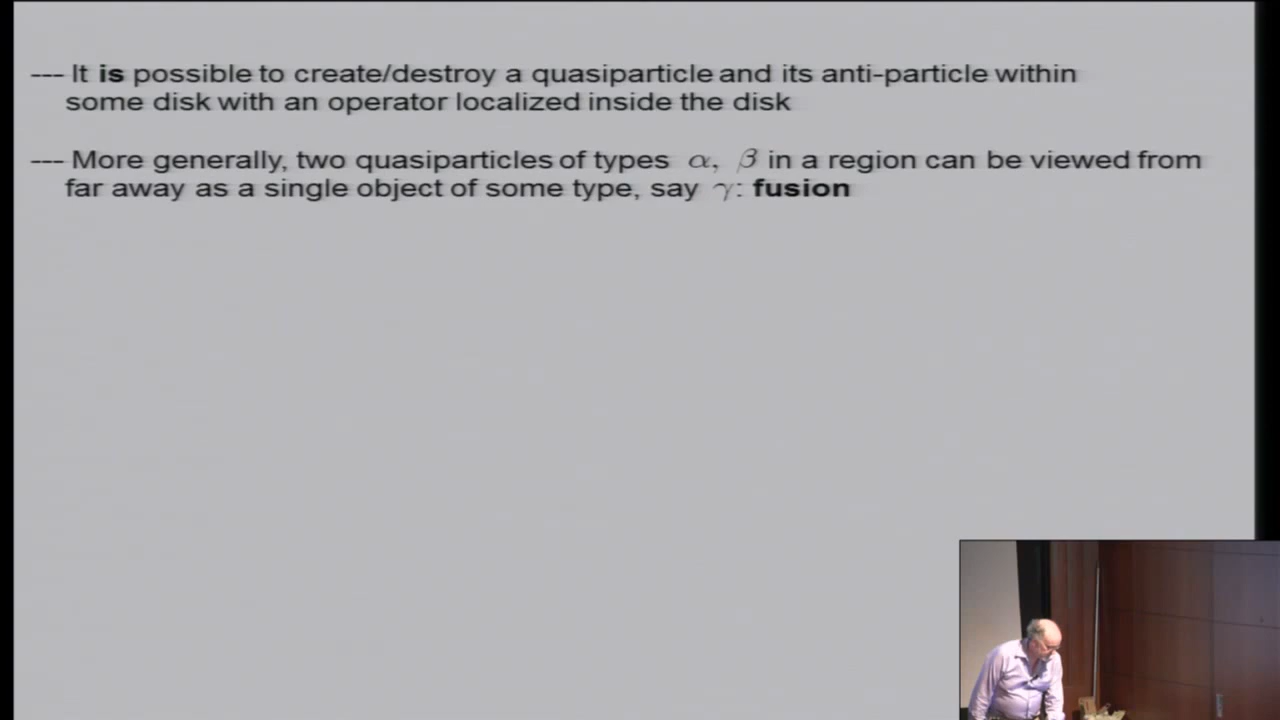 --- It is possible to create/destroy a quasiparticle and its anti-particle within
some disk with an operator localized inside the disk
--- More generally, two quasiparticles of types α, β in a region can be viewed from
far away as a single object of some type, say γ: fusion